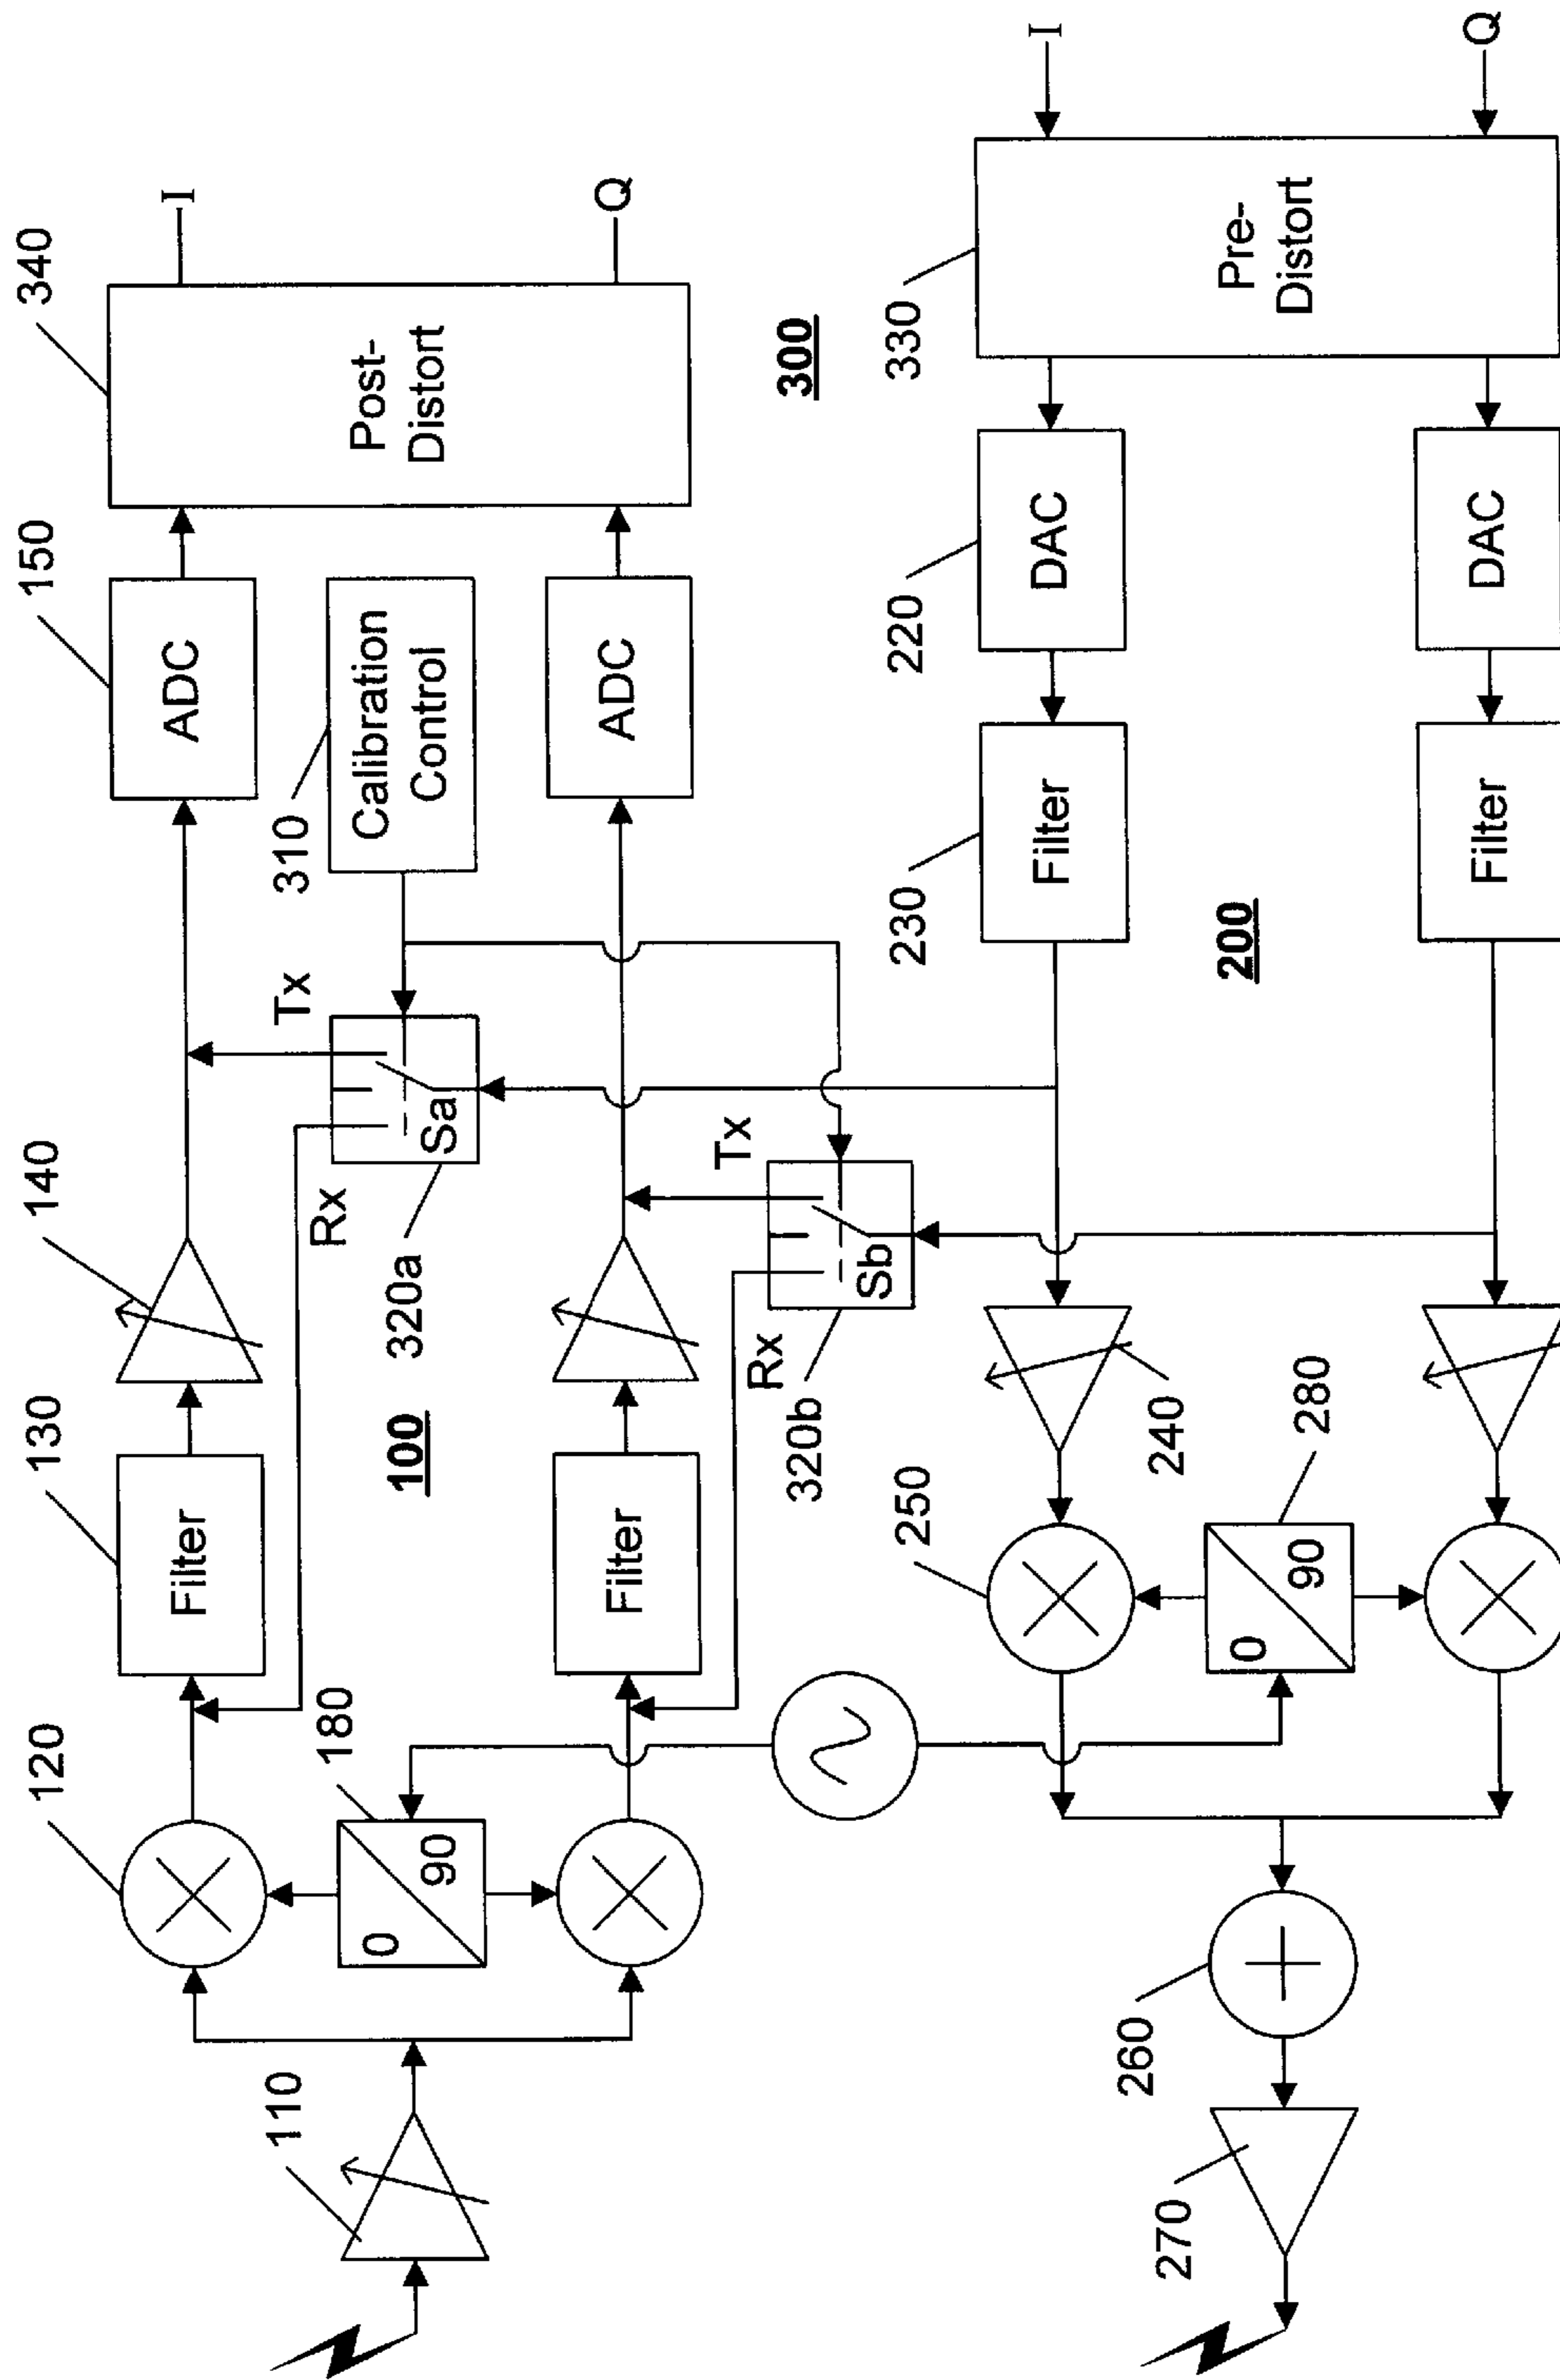 340
I
Q
Post-
Distort
150
ADC
310
Calibration
Control
ADC
300
330
Pre-
Distort
I
Q
220
DAC
DAC
230
Filter
Filter
200
Tx
Sa
Rx
320a
140
Tx
Sb
Rx
320b
130
Filter
100
Filter
240
250
280
0
90
120
180
0
90
110
260
270